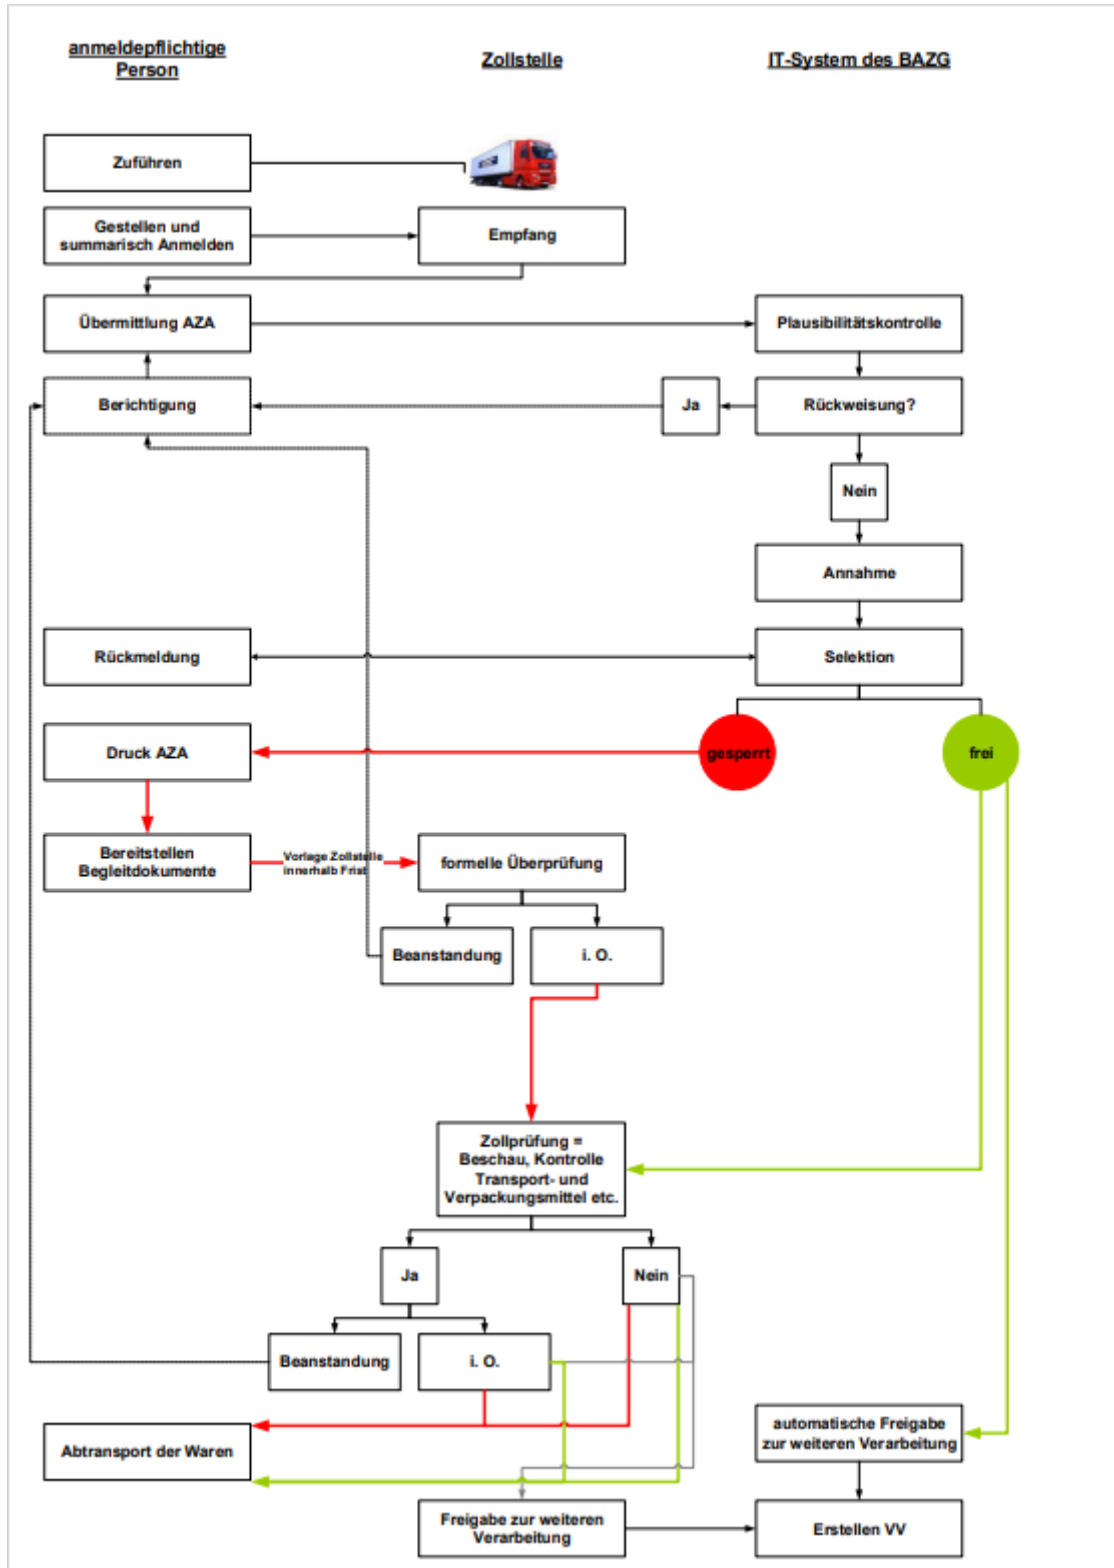 anmeldepflichtige
Person
Zollstelle
IT-System des BAZG
Zuführen
Gestellen und
summarisch Anmelden
Empfang
Übermittlung AZA
Plausibilitätskontrolle
Berichtigung
Ja
Rückweisung?
Nein
Annahme
Rückmeldung
Selektion
Druck AZA
gesperrt
frei
Bereitstellen
Begleitdokumente
Vorlage Zollstelle
innerhalb Frist
formelle Überprüfung
Beanstandung
i. O.
Zollprüfung =
Beschau, Kontrolle
Transport- und
Verpackungsmittel etc.
Ja
Nein
Beanstandung
i. O.
Abtransport der Waren
automatische Freigabe
zur weiteren Verarbeitung
Freigabe zur weiteren
Verarbeitung
Erstellen VV